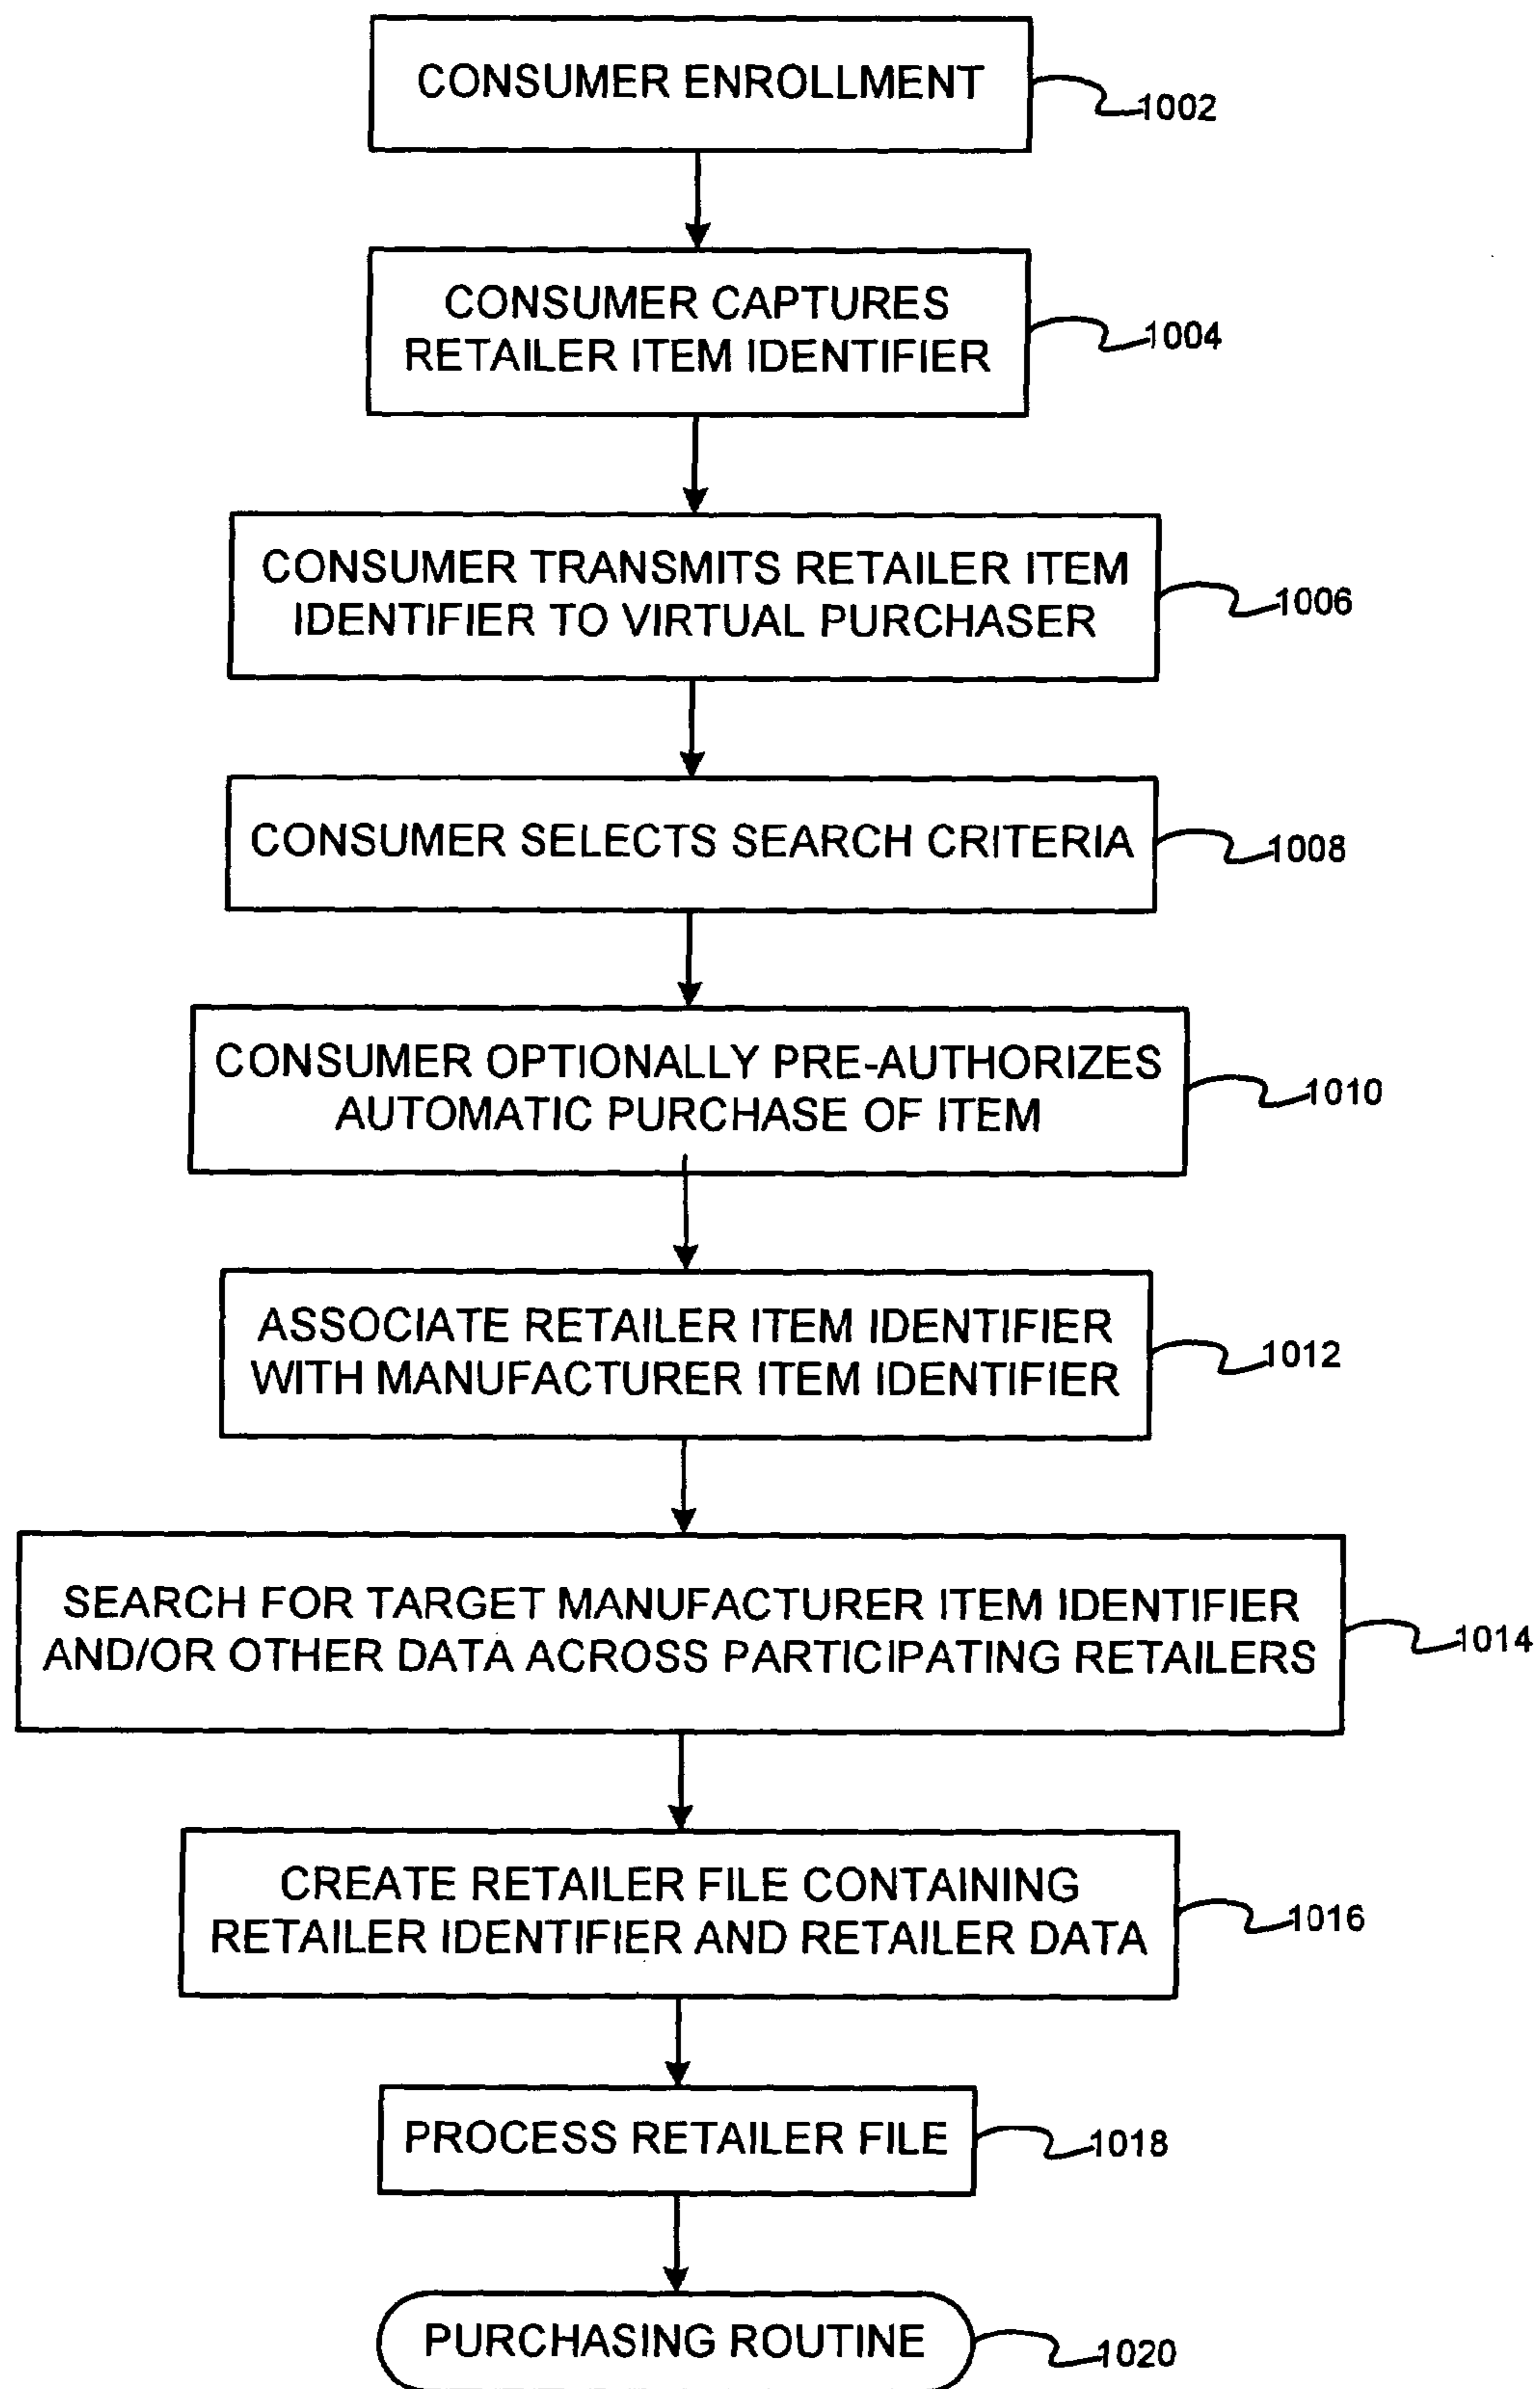 CONSUMER ENROLLMENT
1002
CONSUMER CAPTURES
RETAILER ITEM IDENTIFIER
1004
CONSUMER TRANSMITS RETAILER ITEM
IDENTIFIER TO VIRTUAL PURCHASER
1006
CONSUMER SELECTS SEARCH CRITERIA
1008
CONSUMER OPTIONALLY PRE-AUTHORIZES
AUTOMATIC PURCHASE OF ITEM
1010
ASSOCIATE RETAILER ITEM IDENTIFIER
WITH MANUFACTURER ITEM IDENTIFIER
1012
SEARCH FOR TARGET MANUFACTURER ITEM IDENTIFIER
AND/OR OTHER DATA ACROSS PARTICIPATING RETAILERS
1014
CREATE RETAILER FILE CONTAINING
RETAILER IDENTIFIER AND RETAILER DATA
1016
PROCESS RETAILER FILE
1018
PURCHASING ROUTINE
1020